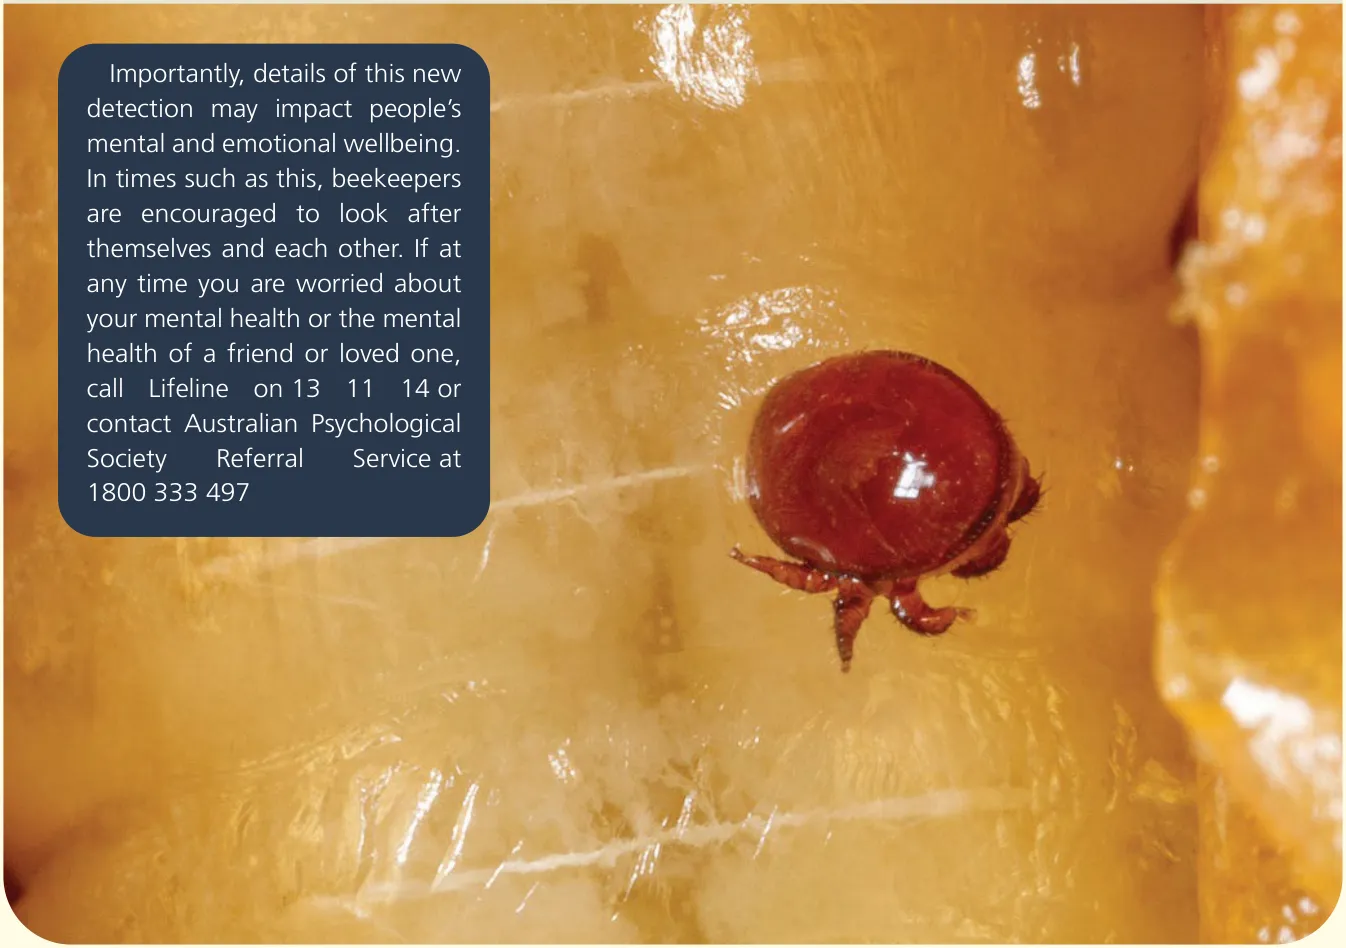 Importantly, details of this new
detection may impact people's
mental and emotional wellbeing.
In times such as this, beekeepers
are encouraged to look after
themselves and each other. If at
any time you are worried about
your mental health or the mental
health of a friend or loved one,
call Lifeline on 13 11 14 or
contact Australian Psychological
Society Referral Service at
1800 333 497